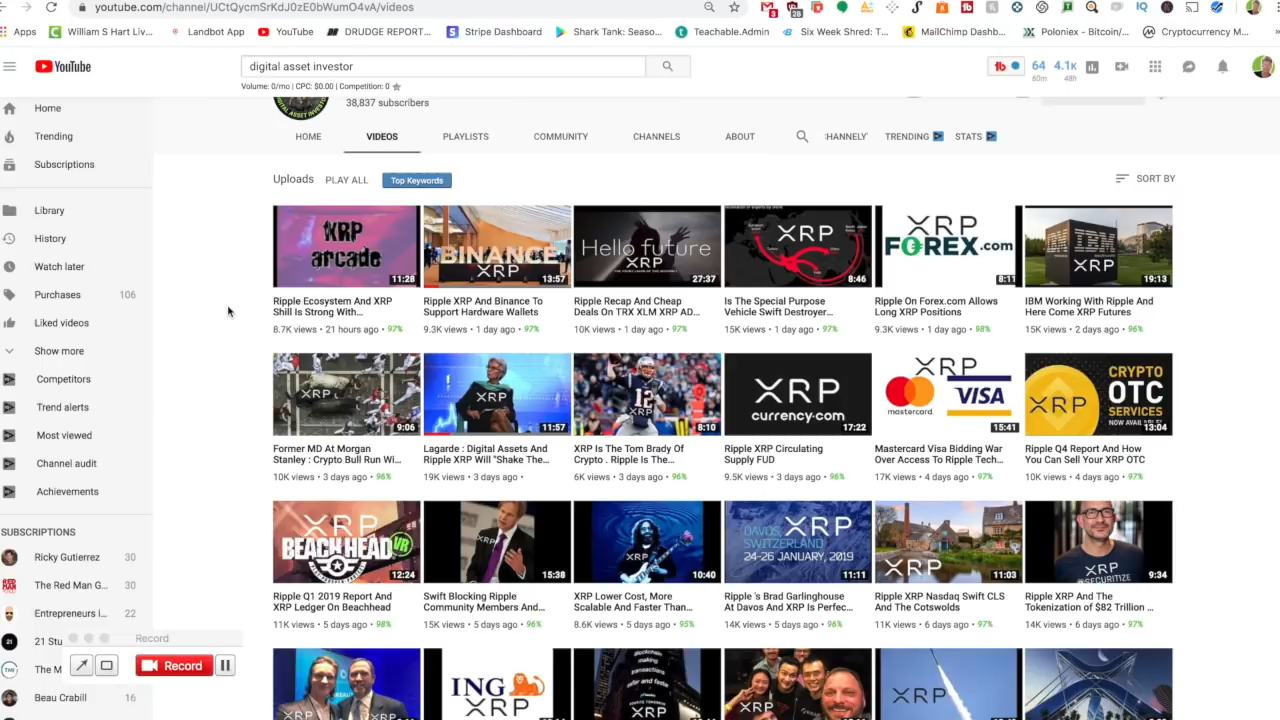 youtube.com/channel/UCtQycmSrKdJ0zE0bWumO4vA/videos
3
28
Apps
William S Hart Liv...
Landbot App
YouTube
DRUDGE REPORT...
Stripe Dashboard
Shark Tank: Seaso...
Teachable.Admin
Six Week Shred: T...
MailChimp Dashb...
Poloniex - Bitcoin/...
Cryptocurrency M...
YouTube
digital asset investor
tb
64 4.1K
60m 48h
Volume: 0/mo | CPC: $0.00 | Competition: 0
38,837 subscribers
HOME VIDEOS PLAYLISTS COMMUNITY CHANNELS ABOUT :HANNELY TRENDING STATS
Uploads PLAY ALL Top Keywords SORT BY
Home
Trending
Subscriptions
Library
History
Watch later
Purchases 106
Liked videos
Show more
Competitors
Trend alerts
Most viewed
Channel audit
Achievements
SUBSCRIPTIONS
Ricky Gutierrez 30
The Red Man G... 30
Entrepreneurs i... 22
21 Stu
The M
Beau Crabill 16
Record
Record
XRP
arcade
11:28
Ripple Ecosystem And XRP
Shill Is Strong With...
8.7K views • 21 hours ago • 97%
BINANCE
XRP
13:57
Ripple XRP And Binance To
Support Hardware Wallets
9.3K views • 1 day ago • 97%
Hello future
XRP
27:37
Ripple Recap And Cheap
Deals On TRX XLM XRP AD...
10K views • 1 day ago • 97%
XRP
8:46
Is The Special Purpose
Vehicle Swift Destroyer...
15K views • 1 day ago • 97%
XRP
FOREX.com
8:11
Ripple On Forex.com Allows
Long XRP Positions
9.3K views • 1 day ago • 98%
IBM
XRP
19:13
IBM Working With Ripple And
Here Come XRP Futures
15K views • 2 days ago • 96%
XRP
9:06
Former MD At Morgan
Stanley : Crypto Bull Run Wi...
10K views • 3 days ago • 96%
XRP
11:57
Lagarde : Digital Assets And
Ripple XRP Will "Shake The...
19K views • 3 days ago •
12
XRP
8:10
XRP Is The Tom Brady Of
Crypto . Ripple Is The...
6K views • 3 days ago • 96%
XRP
currency.com
17:22
Ripple XRP Circulating
Supply FUD
9.5K views • 3 days ago • 96%
XRP
mastercard.
VISA
15:41
Mastercard Visa Bidding War
Over Access To Ripple Tech...
17K views • 4 days ago • 97%
XRP
CRYPTO
OTC
SERVICES
NOW AVAILABLE!
13:04
Ripple Q4 Report And How
You Can Sell Your XRP OTC
10K views • 4 days ago • 97%
XRP
BEACHHEAD
VR
12:24
Ripple Q1 2019 Report And
XRP Ledger On Beachhead
11K views • 5 days ago • 98%
XRP
15:38
Swift Blocking Ripple
Community Members And...
15K views • 5 days ago • 96%
XRP
10:40
XRP Lower Cost, More
Scalable And Faster Than...
8.6K views • 5 days ago • 95%
DAVOS XRP
SWITZERLAND
24-26 JANUARY, 2019
11:11
Ripple 's Brad Garlinghouse
At Davos And XRP Is Perfec...
14K views • 5 days ago • 96%
XRP
11:03
Ripple XRP Nasdaq Swift CLS
And The Cotswolds
11K views • 6 days ago • 97%
XRP
SECURITIZE
9:34
Ripple XRP And The
Tokenization of $82 Trillion ...
14K views • 6 days ago • 97%
ING
XRP
making
transactions
safer and faster
XRP
XRP
XRP